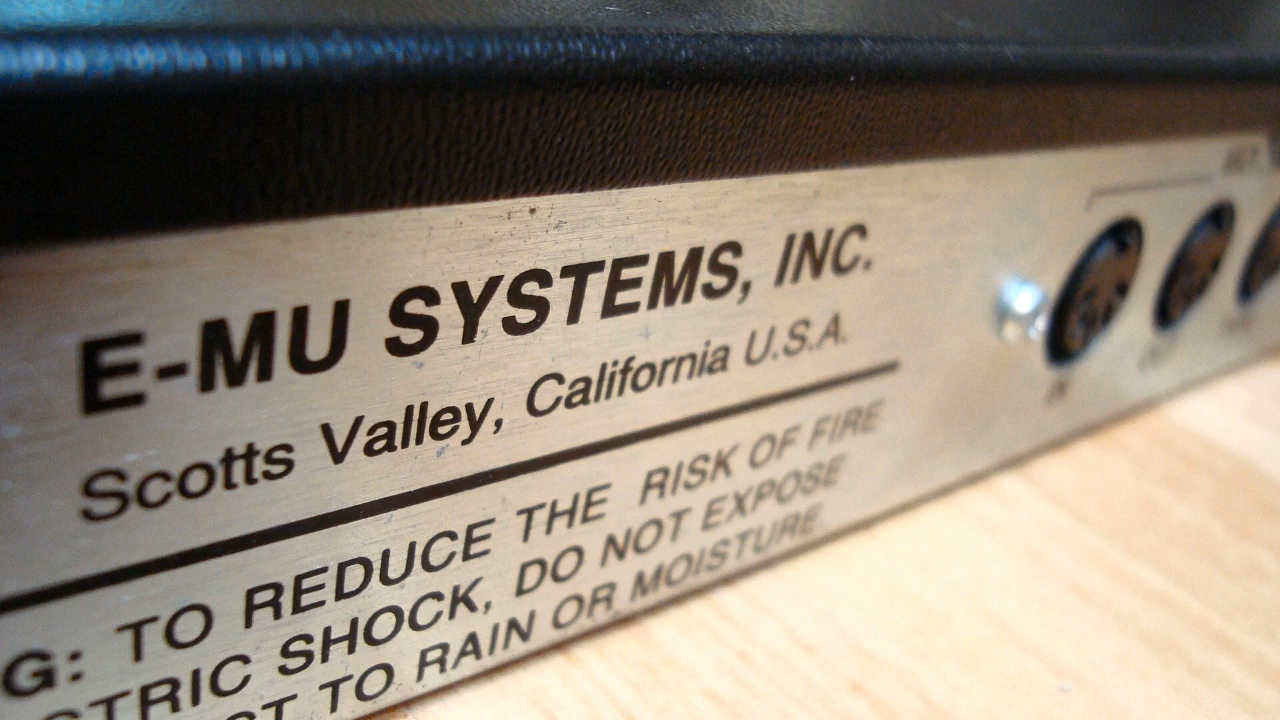 E-MU SYSTEMS, INC.
Scotts Valley, California U.S.A.
G: TO REDUCE THE RISK OF FIRE
TRIC SHOCK, DO NOT EXPOSE
TO RAIN OR MOISTURE
IN